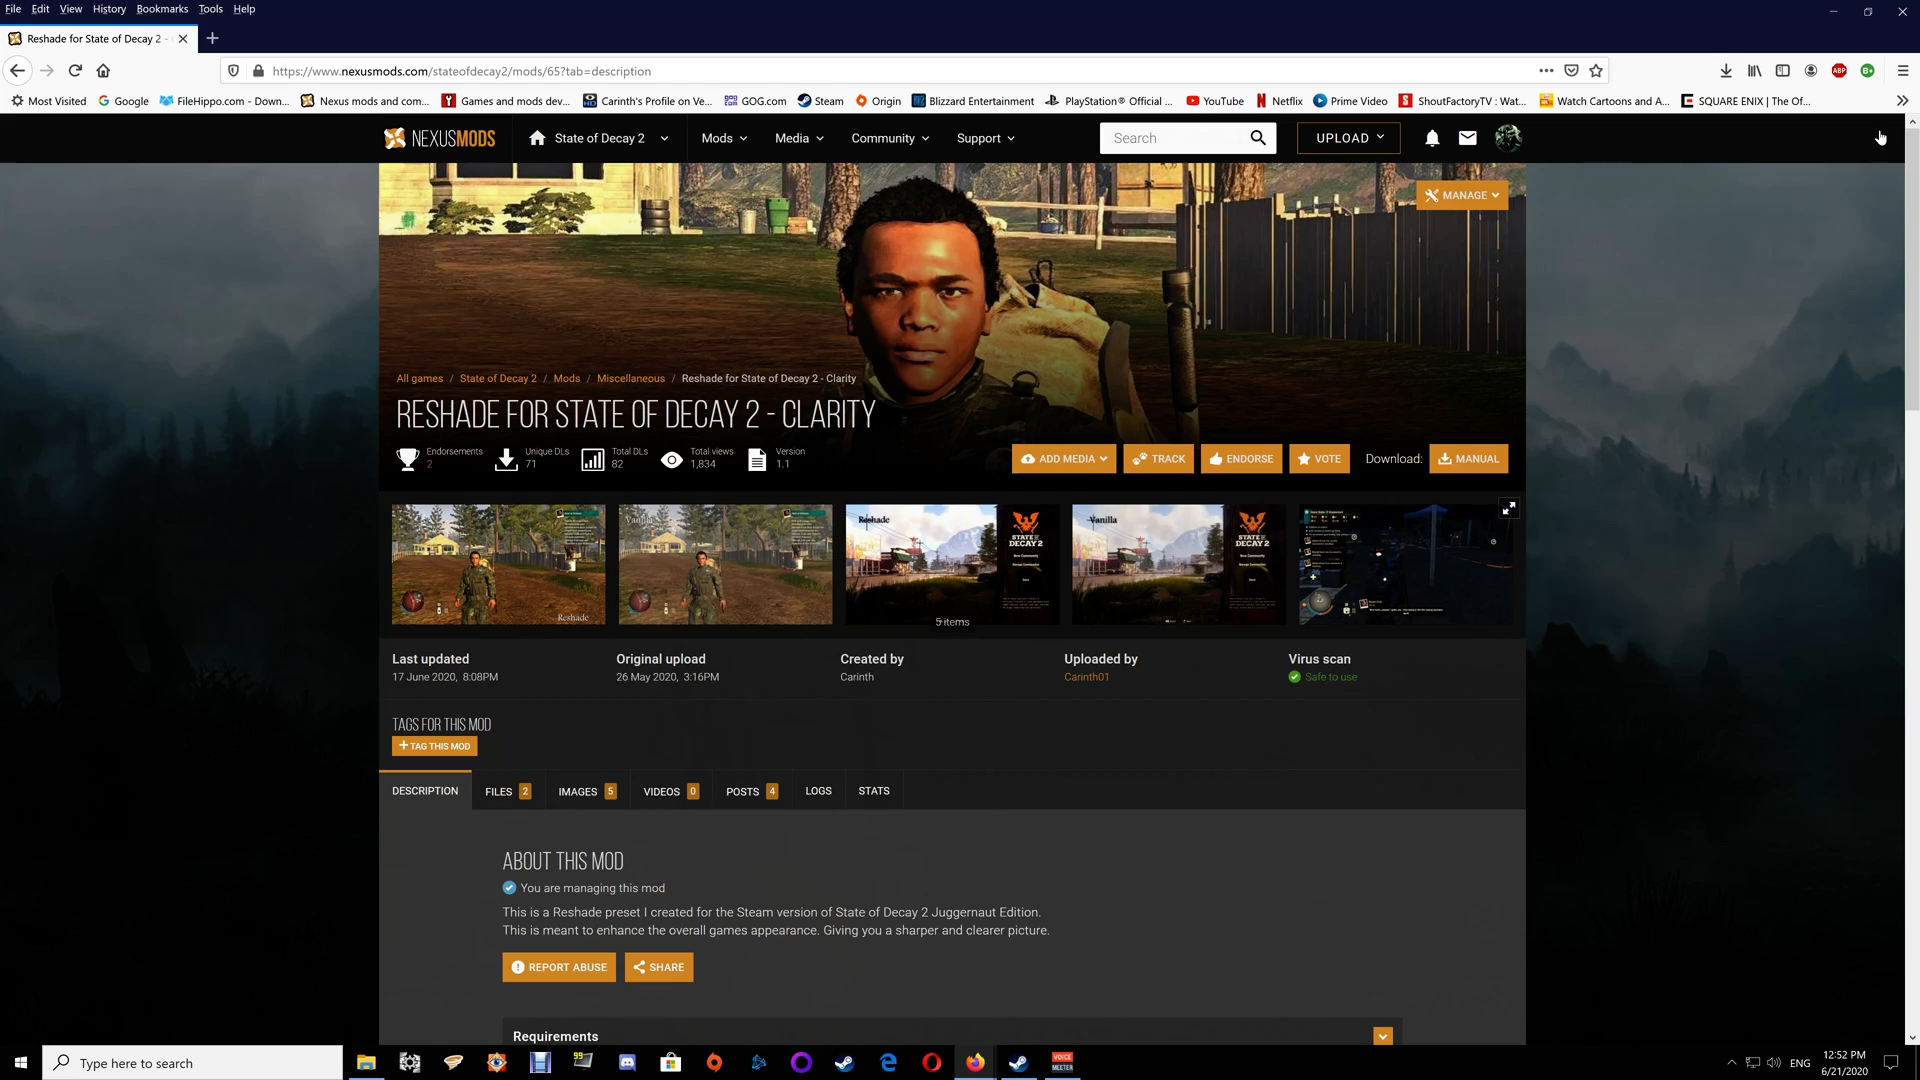 File Edit View History Bookmarks Tools Help
Reshade for State of Decay 2 -
https://www.nexusmods.com/stateofdecay2/mods/65?tab=description
Most Visited Google FileHippo.com - Down... Nexus mods and com... Games and mods dev... Carinth's Profile on Ve... GOG.com Steam Origin Blizzard Entertainment PlayStation® Official ... YouTube Netflix Prime Video ShoutFactoryTV : Wat... Watch Cartoons and A... SQUARE ENIX | The Of...
NEXUSMODS State of Decay 2 Mods Media Community Support Search UPLOAD
MANAGE
All games / State of Decay 2 / Mods / Miscellaneous / Reshade for State of Decay 2 - Clarity
RESHADE FOR STATE OF DECAY 2 - CLARITY
Endorsements Unique DLs Total DLs Total views Version
2 71 82 1,834 1.1
ADD MEDIA TRACK ENDORSE VOTE Download: MANUAL
Reshade
Vanilla
Reshade
STATE OF DECAY 2
Vanilla
STATE OF DECAY 2
5 items
Last updated Original upload Created by Uploaded by Virus scan
17 June 2020, 8:08PM 26 May 2020, 3:16PM Carinth Carinth01 Safe to use
TAGS FOR THIS MOD
+ TAG THIS MOD
DESCRIPTION FILES 2 IMAGES 5 VIDEOS 0 POSTS 4 LOGS STATS
ABOUT THIS MOD
You are managing this mod
This is a Reshade preset I created for the Steam version of State of Decay 2 Juggernaut Edition.
This is meant to enhance the overall games appearance. Giving you a sharper and clearer picture.
REPORT ABUSE SHARE
Requirements
Type here to search
99
VOICE MEETER
ENG
12:52 PM
6/21/2020